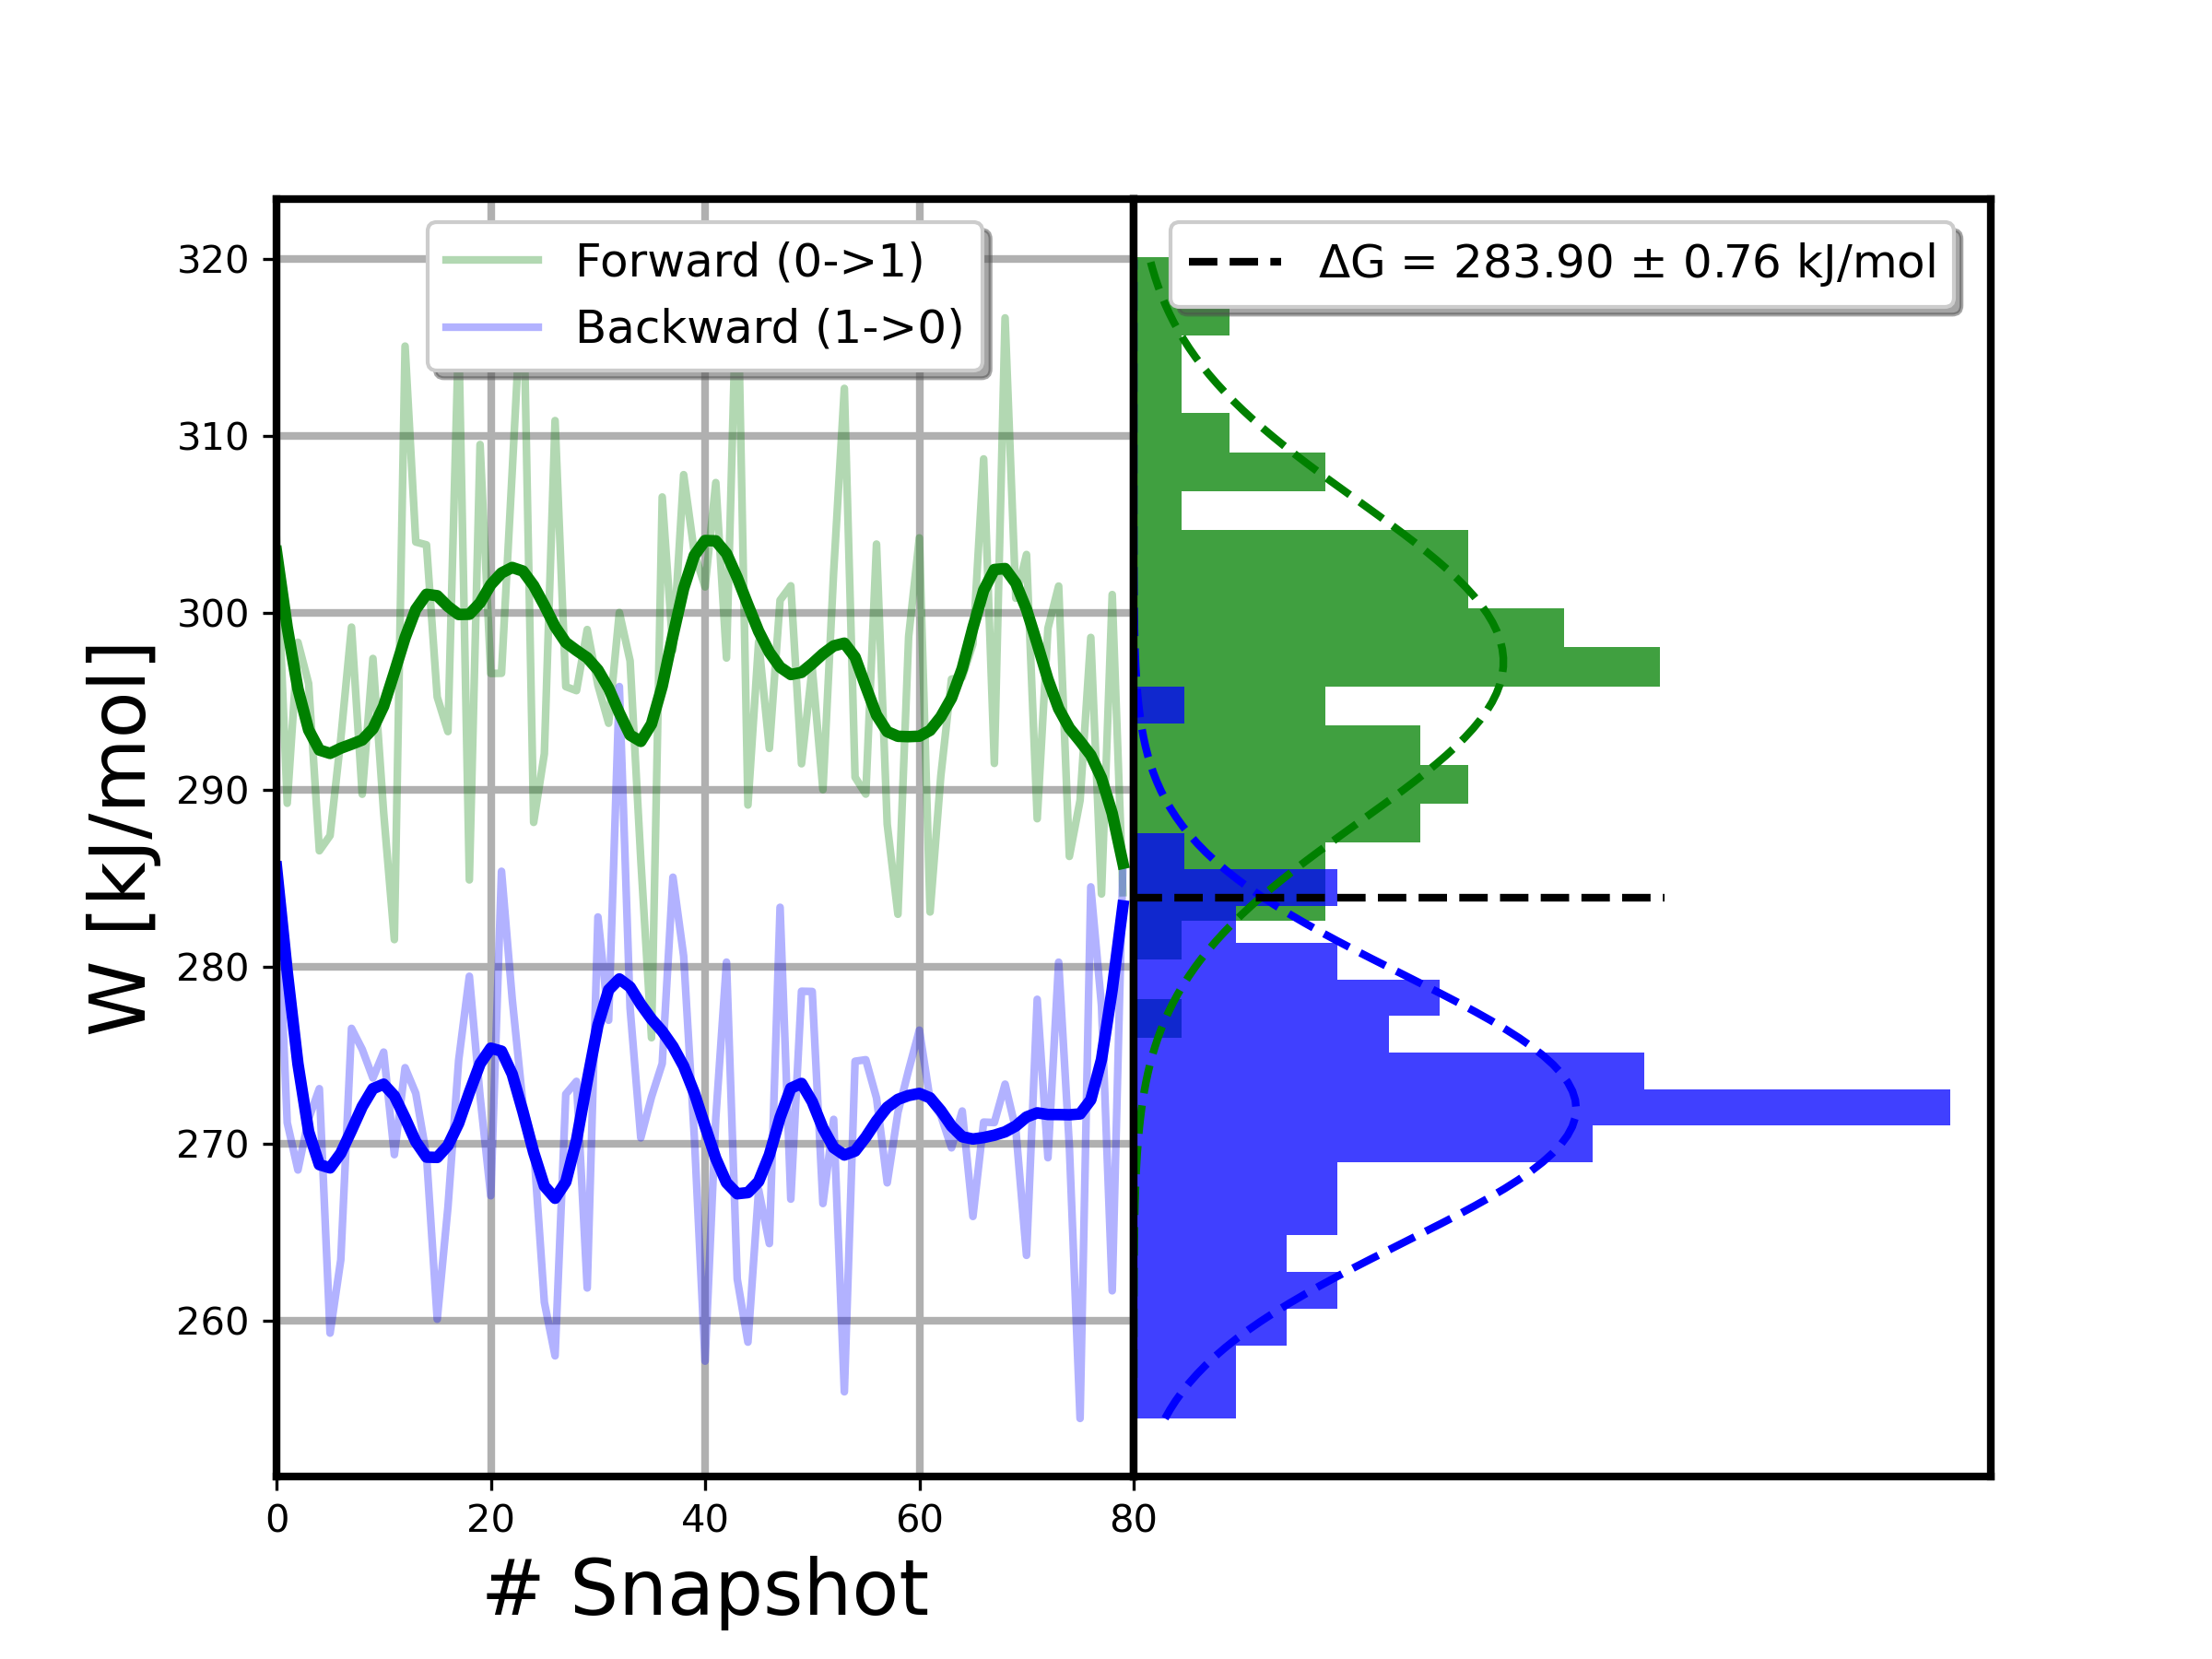 Forward (0->1)
Backward (1->0)
ΔG = 283.90 ± 0.76 kJ/mol
W [kJ/mol]
320
310
300
290
280
270
260
0
20
40
60
80
# Snapshot